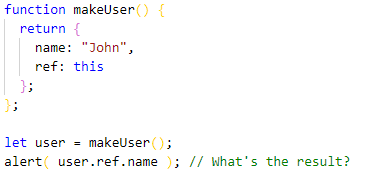 function makeUser() {
  return {
    name: "John",
    ref: this
  };
};

let user = makeUser();
alert( user.ref.name ); // What's the result?